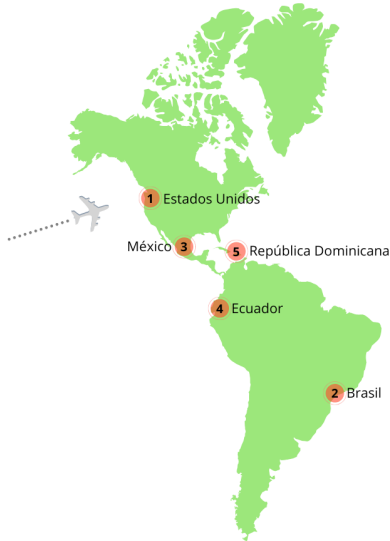 1 Estados Unidos
México 3
5 República Dominicana
4 Ecuador
2 Brasil